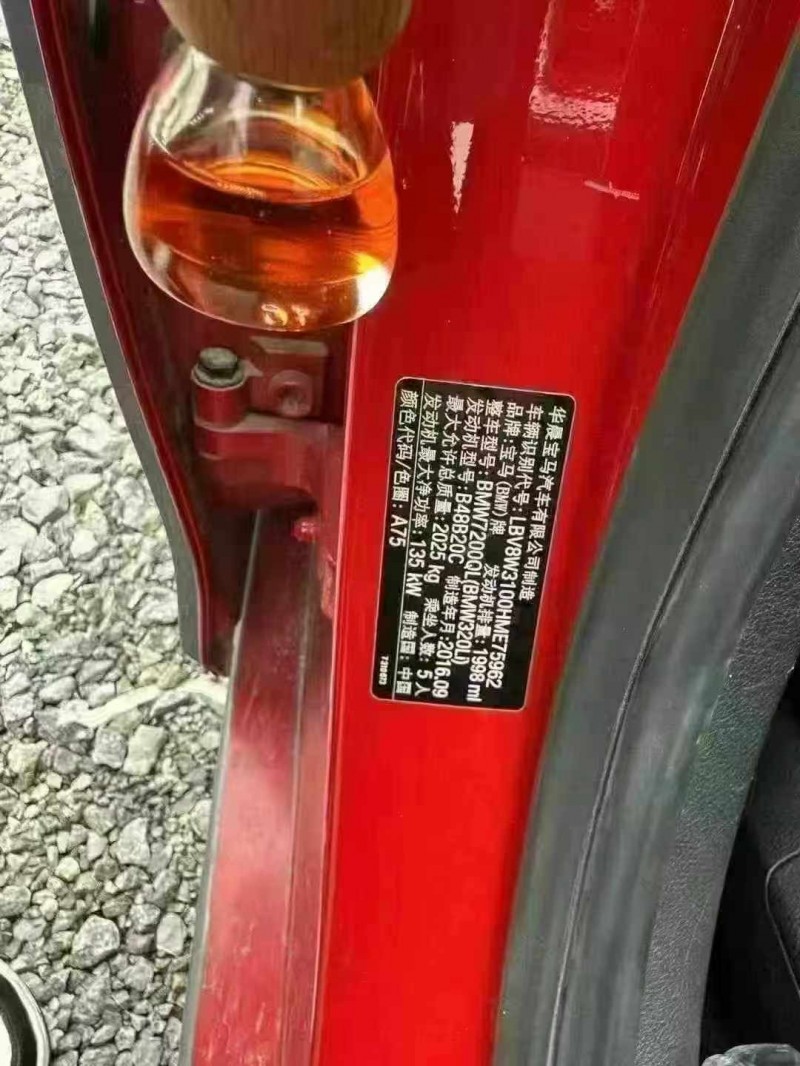 华晨宝马汽车有限公司制造
车辆识别代号: LBV8W3100HME75962
品牌: 宝马 (BMW) 牌 发动机排量: 1998 ml
整车型号: BMW7200QL(BMW320Li)
发动机型号: B48B20C 制造年月: 2016.09
最大允许总质量: 2025 kg 乘坐人数: 5 人
发动机最大净功率: 135 kW 制造国: 中国
颜色代码/色圈: A75